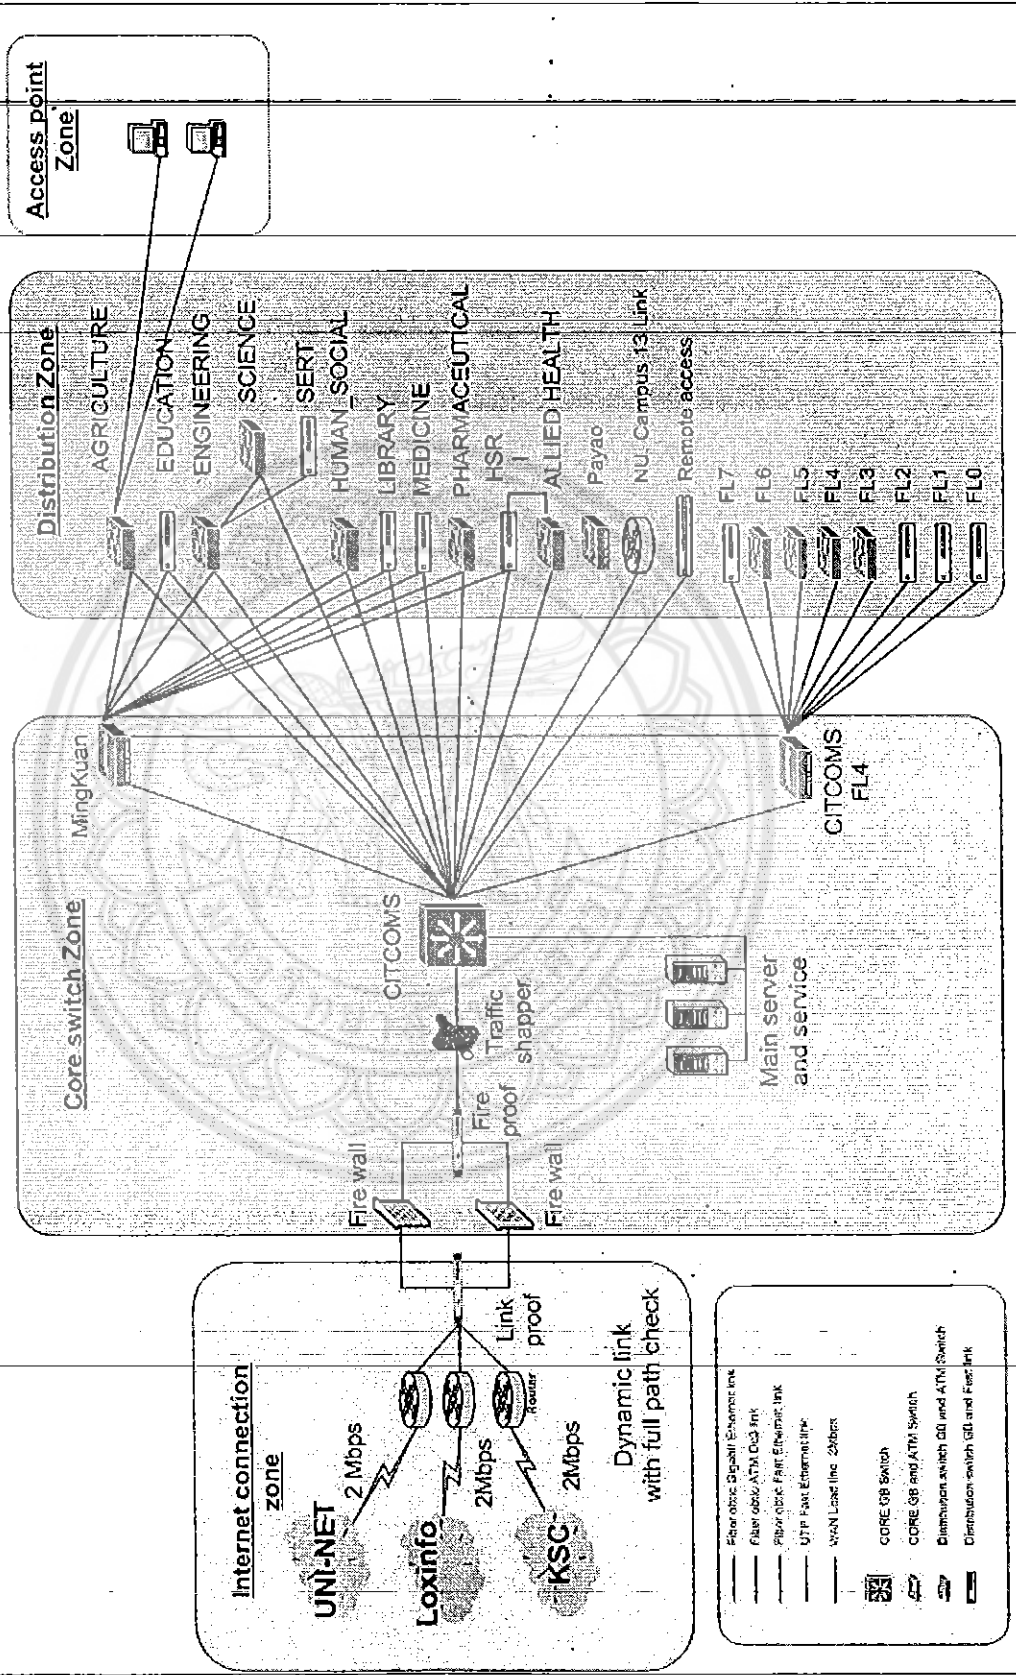 Internet connection
zone
UNI-NET
2 Mbps
Loxinfo
2Mbps
KSC
2Mbps
Router
Link
proof
Dynamic link
with full path check
Core switch Zone
Fire wall
Fire wall
Fire
proof
Traffic
shapper
CITCOMS
MingKuan
CITCOMS
FL4
Main server
and service
Distribution Zone
AGRICULTURE
EDUCATION
ENGINEERING
SCIENCE
SERT
HUMAN_SOCIAL
LIBRARY
MEDICINE
PHARMACEUTICAL
HSR
ALLIED HEALTH
Payao
NU. Campus 13 Link
Remote access
FL7
FL6
FL5
FL4
FL3
FL2
FL1
FL0
Access point
Zone
Fiber optic Gigabit Ethernet link
Fiber optic ATM Oc3 link
Fiber optic Fast Ethernet link
UTP Fast Ethernet link
WAN Lease line 2Mbps
CORE GB Switch
CORE GB and ATM Switch
Distribution switch GB and ATM Switch
Distribution switch GB and Fast link